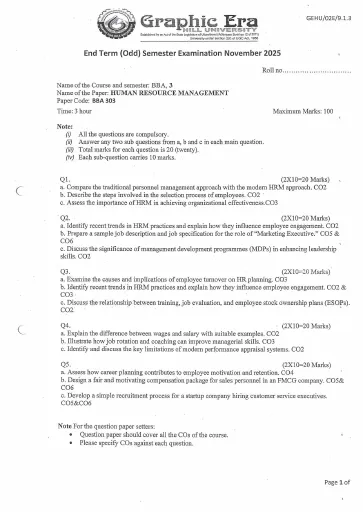 GEHU/02E/9.1.3
Graphic Era
HILL UNIVERSITY
End Term (Odd) Semester Examination November 2025
Roll no............................
Name of the Course and semester: BBA, 3
Name of the Paper: HUMAN RESOURCE MANAGEMENT
Paper Code: BBA 303
Time: 3 hour Maximum Marks: 100
Note:
(i) All the questions are compulsory.
(ii) Answer any two sub questions from a, b and c in each main question.
(iii) Total marks for each question is 20 (twenty).
(iv) Each sub-question carries 10 marks.
Q1. (2X10=20 Marks)
a. Compare the traditional personnel management approach with the modern HRM approach. CO2
b. Describe the steps involved in the selection process of employees. CO2
c. Assess the importance of HRM in achieving organizational effectiveness.CO3
Q2. (2X10=20 Marks)
a. Identify recent trends in HRM practices and explain how they influence employee engagement. CO2
b. Prepare a sample job description and job specification for the role of "Marketing Executive." CO5 &
CO6
c. Discuss the significance of management development programmes (MDPs) in enhancing leadership
skills. CO2
Q3. (2X10=20 Marks)
a. Examine the causes and implications of employee turnover on HR planning. CO3
b. Identify recent trends in HRM practices and explain how they influence employee engagement. CO2 &
CO3
c. Discuss the relationship between training, job evaluation, and employee stock ownership plans (ESOPs).
CO2
Q4. (2X10=20 Marks)
a. Explain the difference between wages and salary with suitable examples. CO2
b. Illustrate how job rotation and coaching can improve managerial skills. CO3
c. Identify and discuss the key limitations of modern performance appraisal systems. CO2
Q5. (2X10=20 Marks)
a. Assess how career planning contributes to employee motivation and retention. CO4
b. Design a fair and motivating compensation package for sales personnel in an FMCG company. CO5&
CO6
c. Develop a simple recruitment process for a startup company hiring customer service executives.
CO5&CO6
Note For the question paper setters:
• Question paper should cover all the COs of the course.
• Please specify COs against each question.
Page 1 of